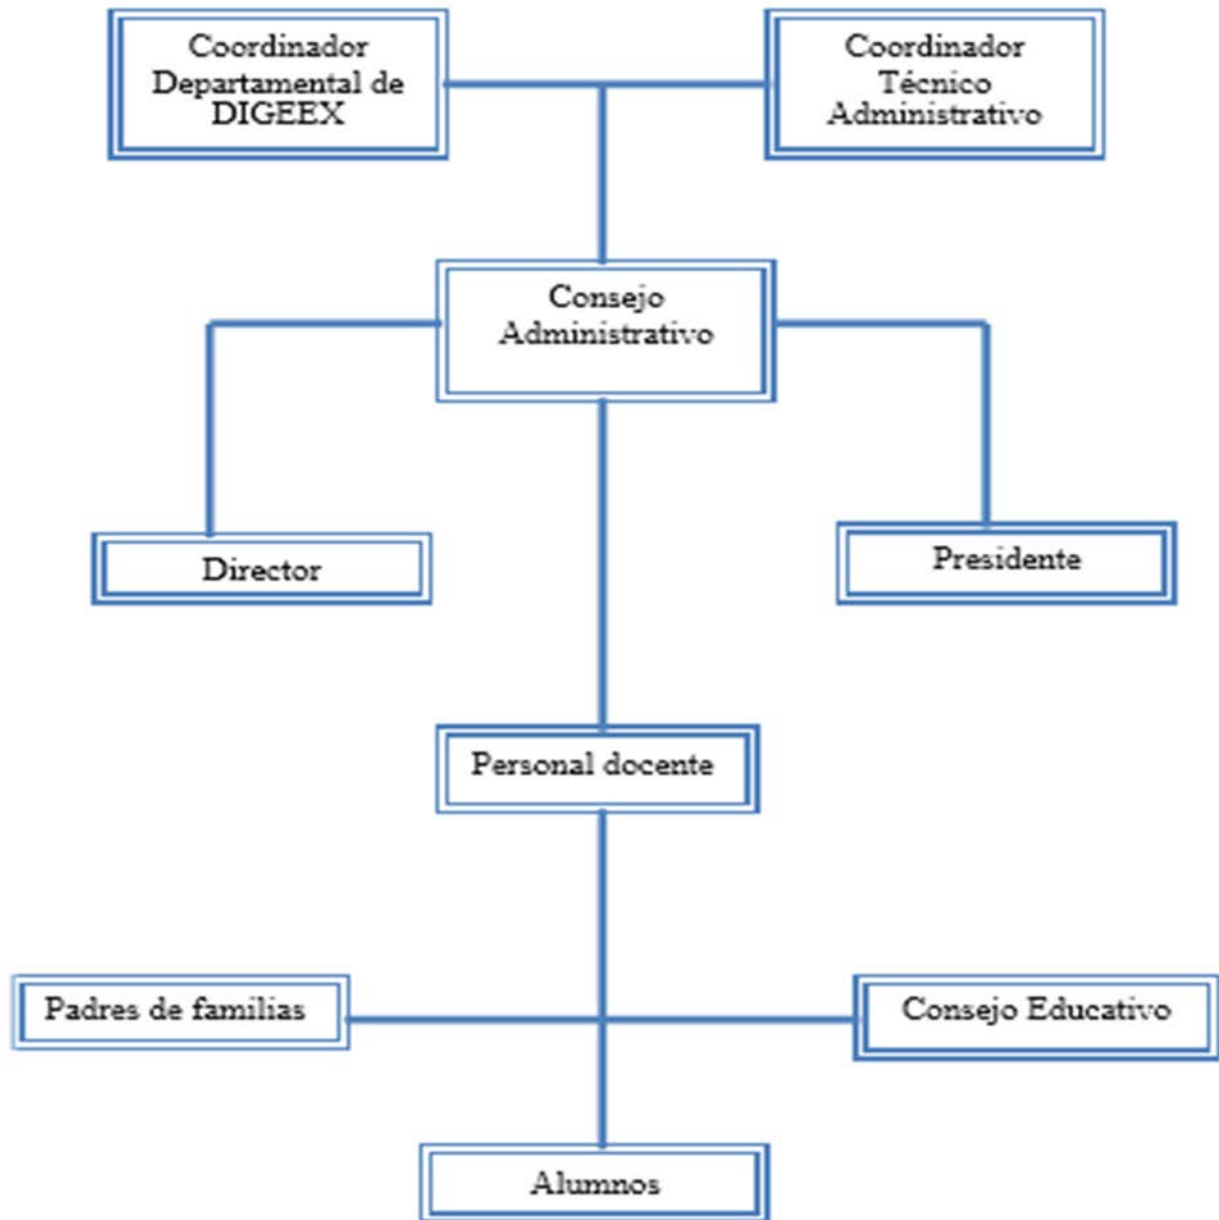 Coordinador
Departamental de
DIGEEX
Coordinador
Técnico
Administrativo
Consejo
Administrativo
Director
Presidente
Personal docente
Padres de familias
Consejo Educativo
Alumnos